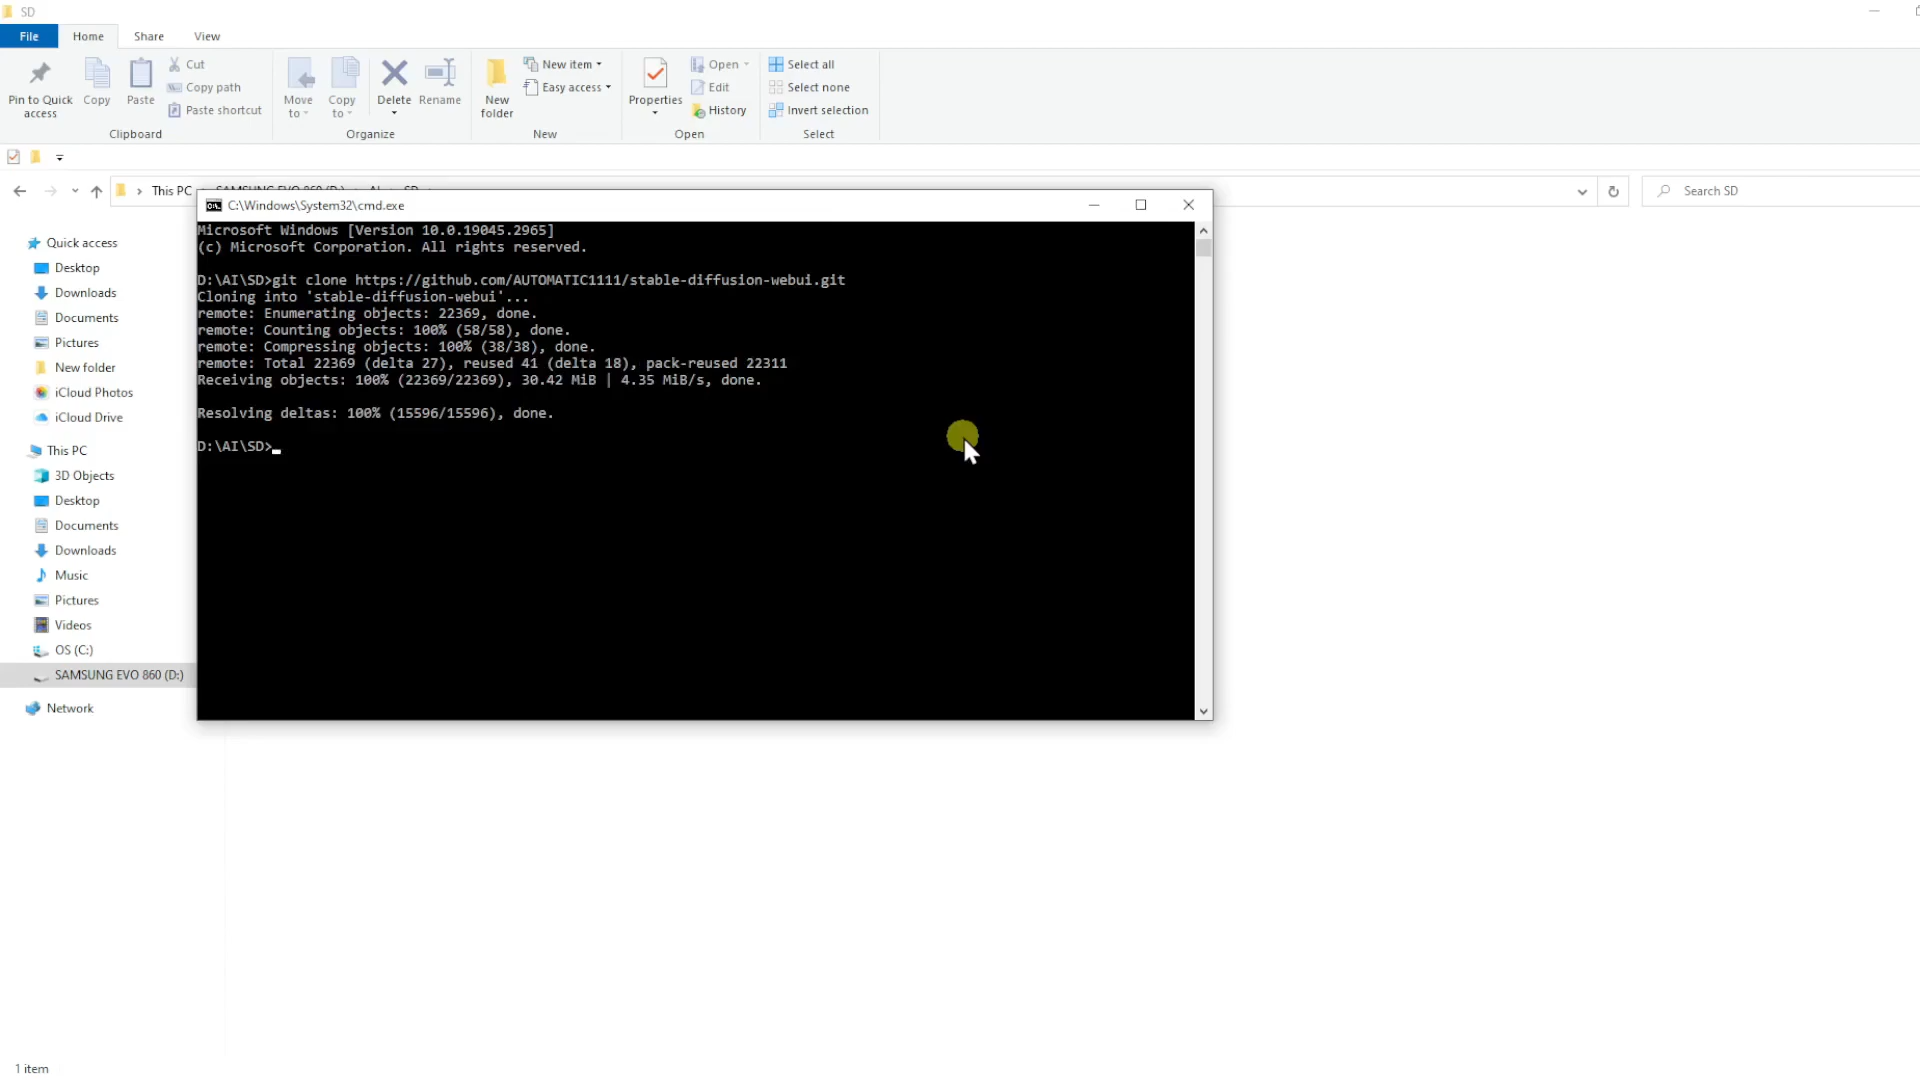 SD
File Home Share View
Pin to Quick access
Copy
Paste
Cut
Copy path
Paste shortcut
Clipboard
Move to
Copy to
Delete
Rename
Organize
New folder
New item
Easy access
New
Properties
Open
Edit
History
Open
Select all
Select none
Invert selection
Select
This PC
Search SD
Quick access
Desktop
Downloads
Documents
Pictures
New folder
iCloud Photos
iCloud Drive
This PC
3D Objects
Desktop
Documents
Downloads
Music
Pictures
Videos
OS (C:)
SAMSUNG EVO 860 (D:)
Network
C:\Windows\System32\cmd.exe
Microsoft Windows [Version 10.0.19045.2965]
(c) Microsoft Corporation. All rights reserved.
D:\AI\SD>git clone https://github.com/AUTOMATIC1111/stable-diffusion-webui.git
Cloning into 'stable-diffusion-webui'...
remote: Enumerating objects: 22369, done.
remote: Counting objects: 100% (58/58), done.
remote: Compressing objects: 100% (38/38), done.
remote: Total 22369 (delta 27), reused 41 (delta 18), pack-reused 22311
Receiving objects: 100% (22369/22369), 30.42 MiB | 4.35 MiB/s, done.
Resolving deltas: 100% (15596/15596), done.
D:\AI\SD>
1 item